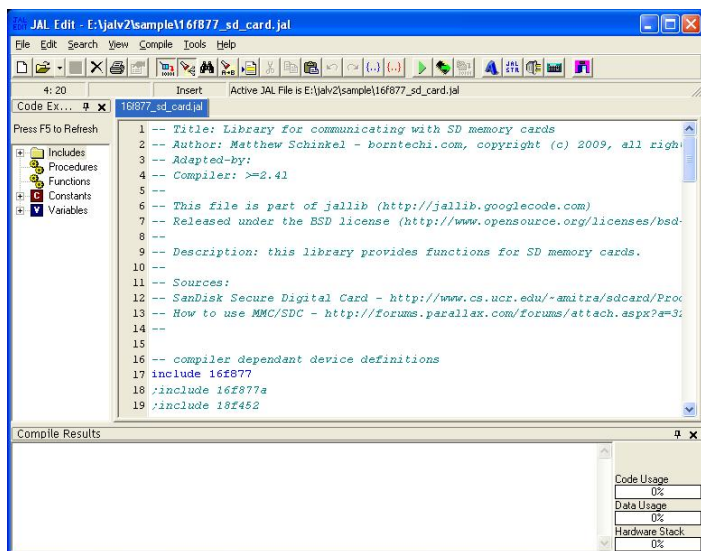 JAL Edit - E:\jalv2\sample\16f877_sd_card.jal
File Edit Search View Compile Tools Help
4: 20 Insert Active JAL File is E:\jalv2\sample\16f877_sd_card.jal
Code Ex...
16f877_sd_card.jal
Press F5 to Refresh
Includes
Procedures
Functions
Constants
Variables
1 -- Title: Library for communicating with SD memory cards
2 -- Author: Matthew Schinkel - borntechi.com, copyright (c) 2009, all righ
3 -- Adapted-by:
4 -- Compiler: >=2.41
5 --
6 -- This file is part of jallib (http://jallib.googlecode.com)
7 -- Released under the BSD license (http://www.opensource.org/licenses/bsd-
8 --
9 -- Description: this library provides functions for SD memory cards.
10 --
11 -- Sources:
12 -- SanDisk Secure Digital Card - http://www.cs.ucr.edu/~amitra/sdcard/Prod
13 -- How to use MMC/SDC - http://forums.parallax.com/forums/attach.aspx?a=32
14 --
15
16 -- compiler dependant device definitions
17 include 16f877
18 ;include 16f877a
19 ;include 18f452
Compile Results
Code Usage
0%
Data Usage
0%
Hardware Stack
0%